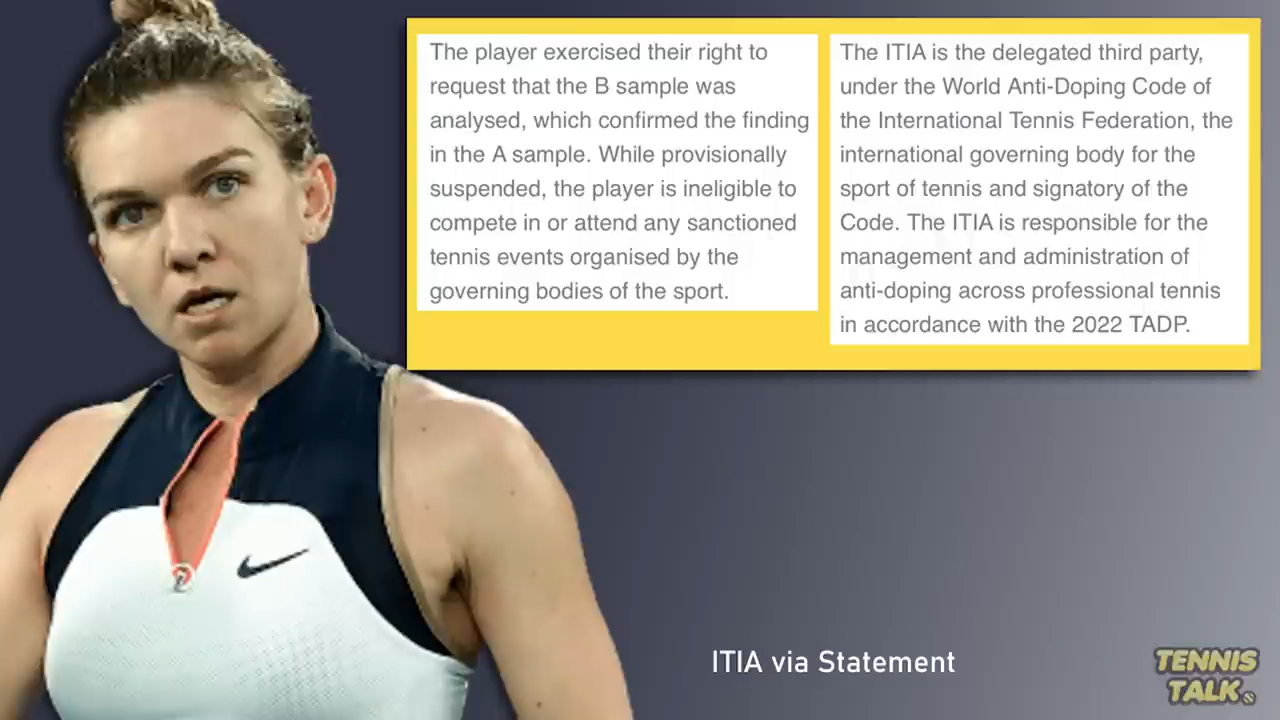 The player exercised their right to
request that the B sample was
analysed, which confirmed the finding
in the A sample. While provisionally
suspended, the player is ineligible to
compete in or attend any sanctioned
tennis events organised by the
governing bodies of the sport.
The ITIA is the delegated third party,
under the World Anti-Doping Code of
the International Tennis Federation, the
international governing body for the
sport of tennis and signatory of the
Code. The ITIA is responsible for the
management and administration of
anti-doping across professional tennis
in accordance with the 2022 TADP.
ITIA via Statement
TENNIS
TALK